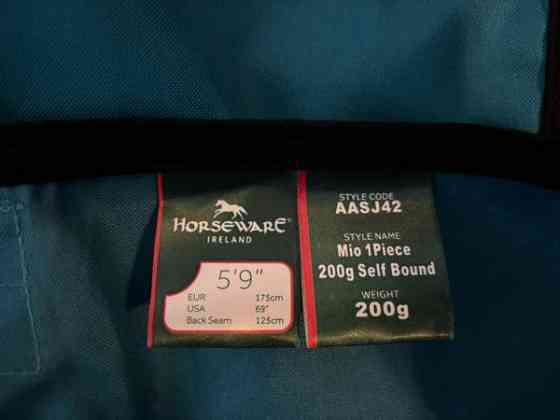 HORSEWARE®
IRELAND
5'9"
EUR 175cm
USA 69"
Back Seam 125cm
STYLE CODE
AASJ42
STYLE NAME
Mio 1Piece
200g Self Bound
WEIGHT
200g